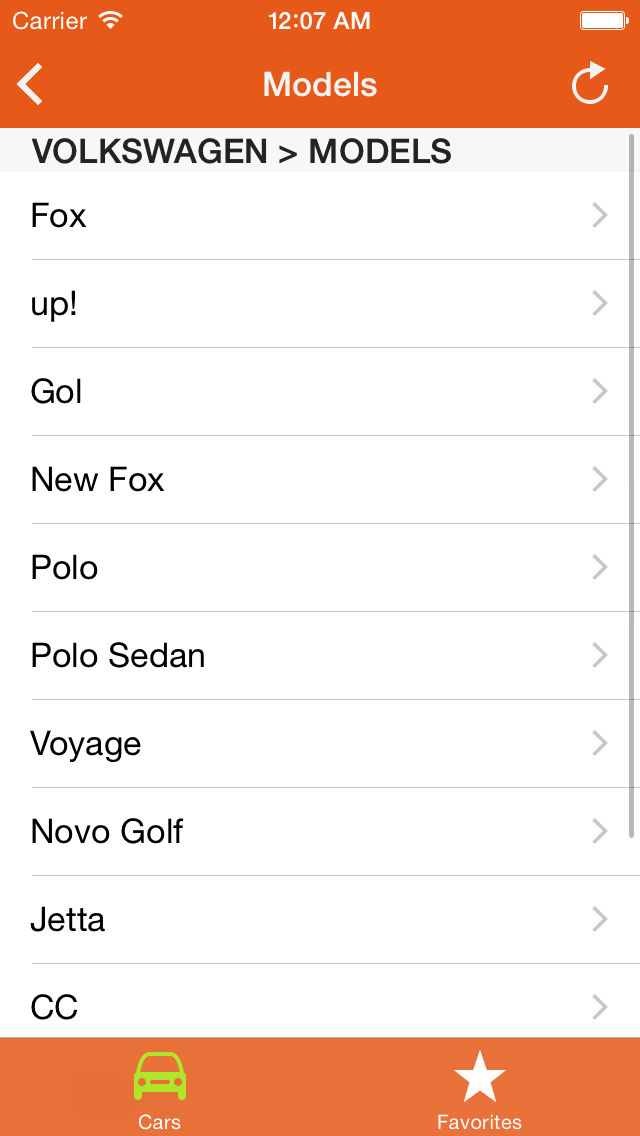 Carrier 12:07 AM
Models
VOLKSWAGEN > MODELS
Fox
up!
Gol
New Fox
Polo
Polo Sedan
Voyage
Novo Golf
Jetta
CC
Cars Favorites